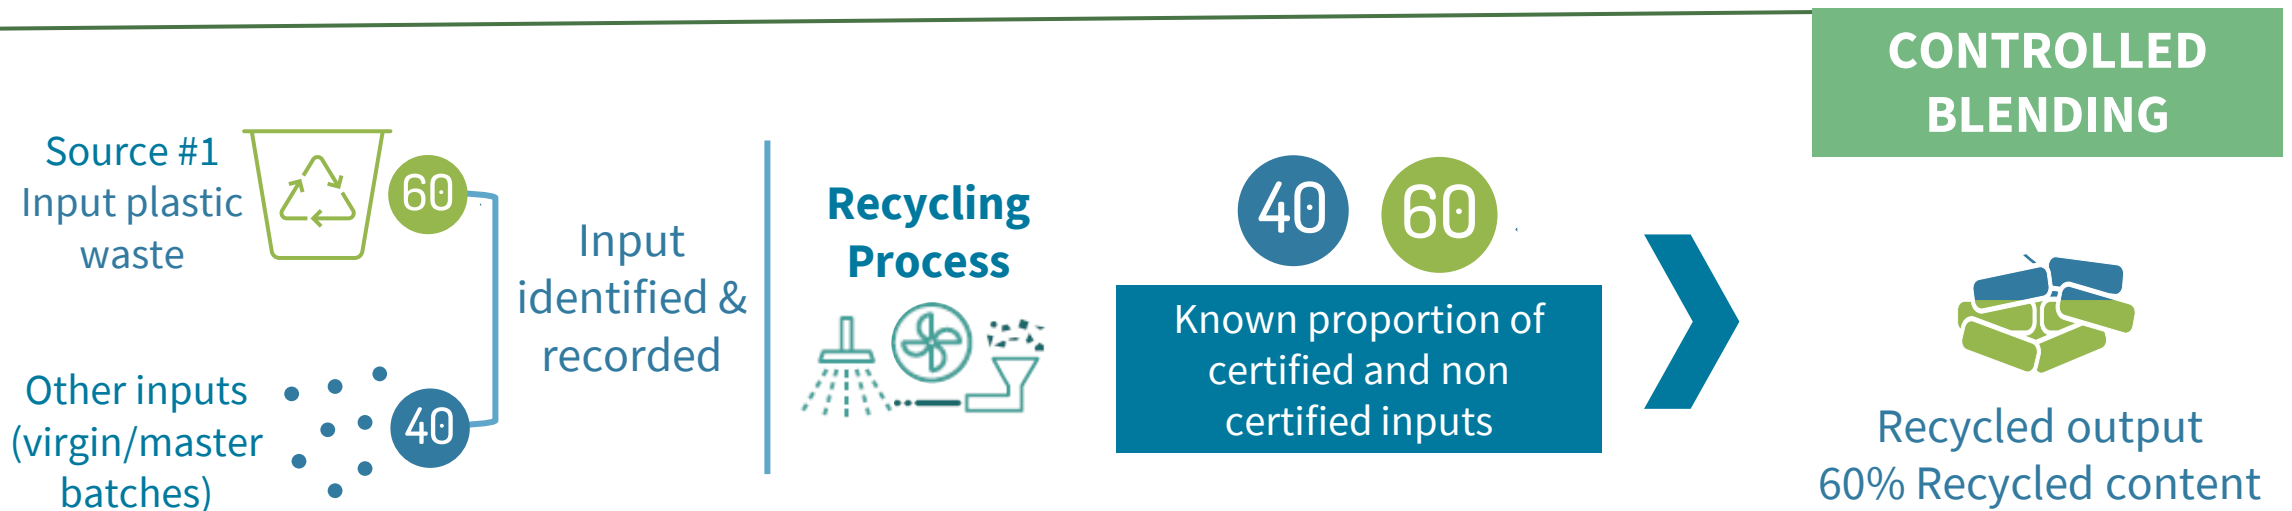 CONTROLLED
BLENDING
Source #1
Input plastic
waste
60
Input
identified &
recorded
Other inputs
(virgin/master
batches)
40
Recycling
Process
40
60
Known proportion of
certified and non
certified inputs
Recycled output
60% Recycled content